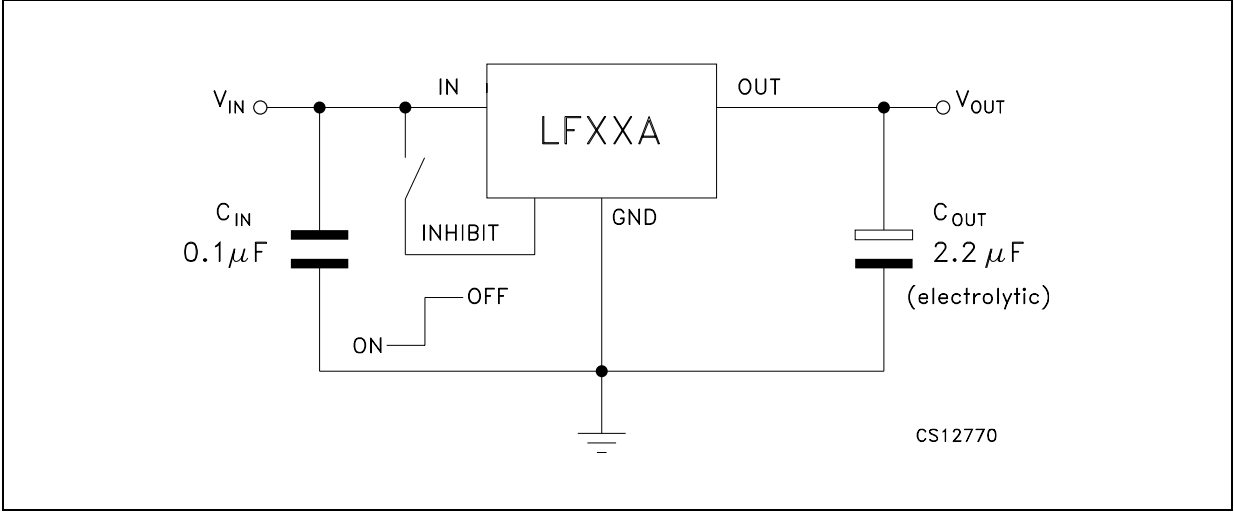 IN
OUT
VIN
VOUT
LFXXA
GND
CIN
0.1μF
INHIBIT
COUT
2.2 μF
(electrolytic)
OFF
ON
CS12770